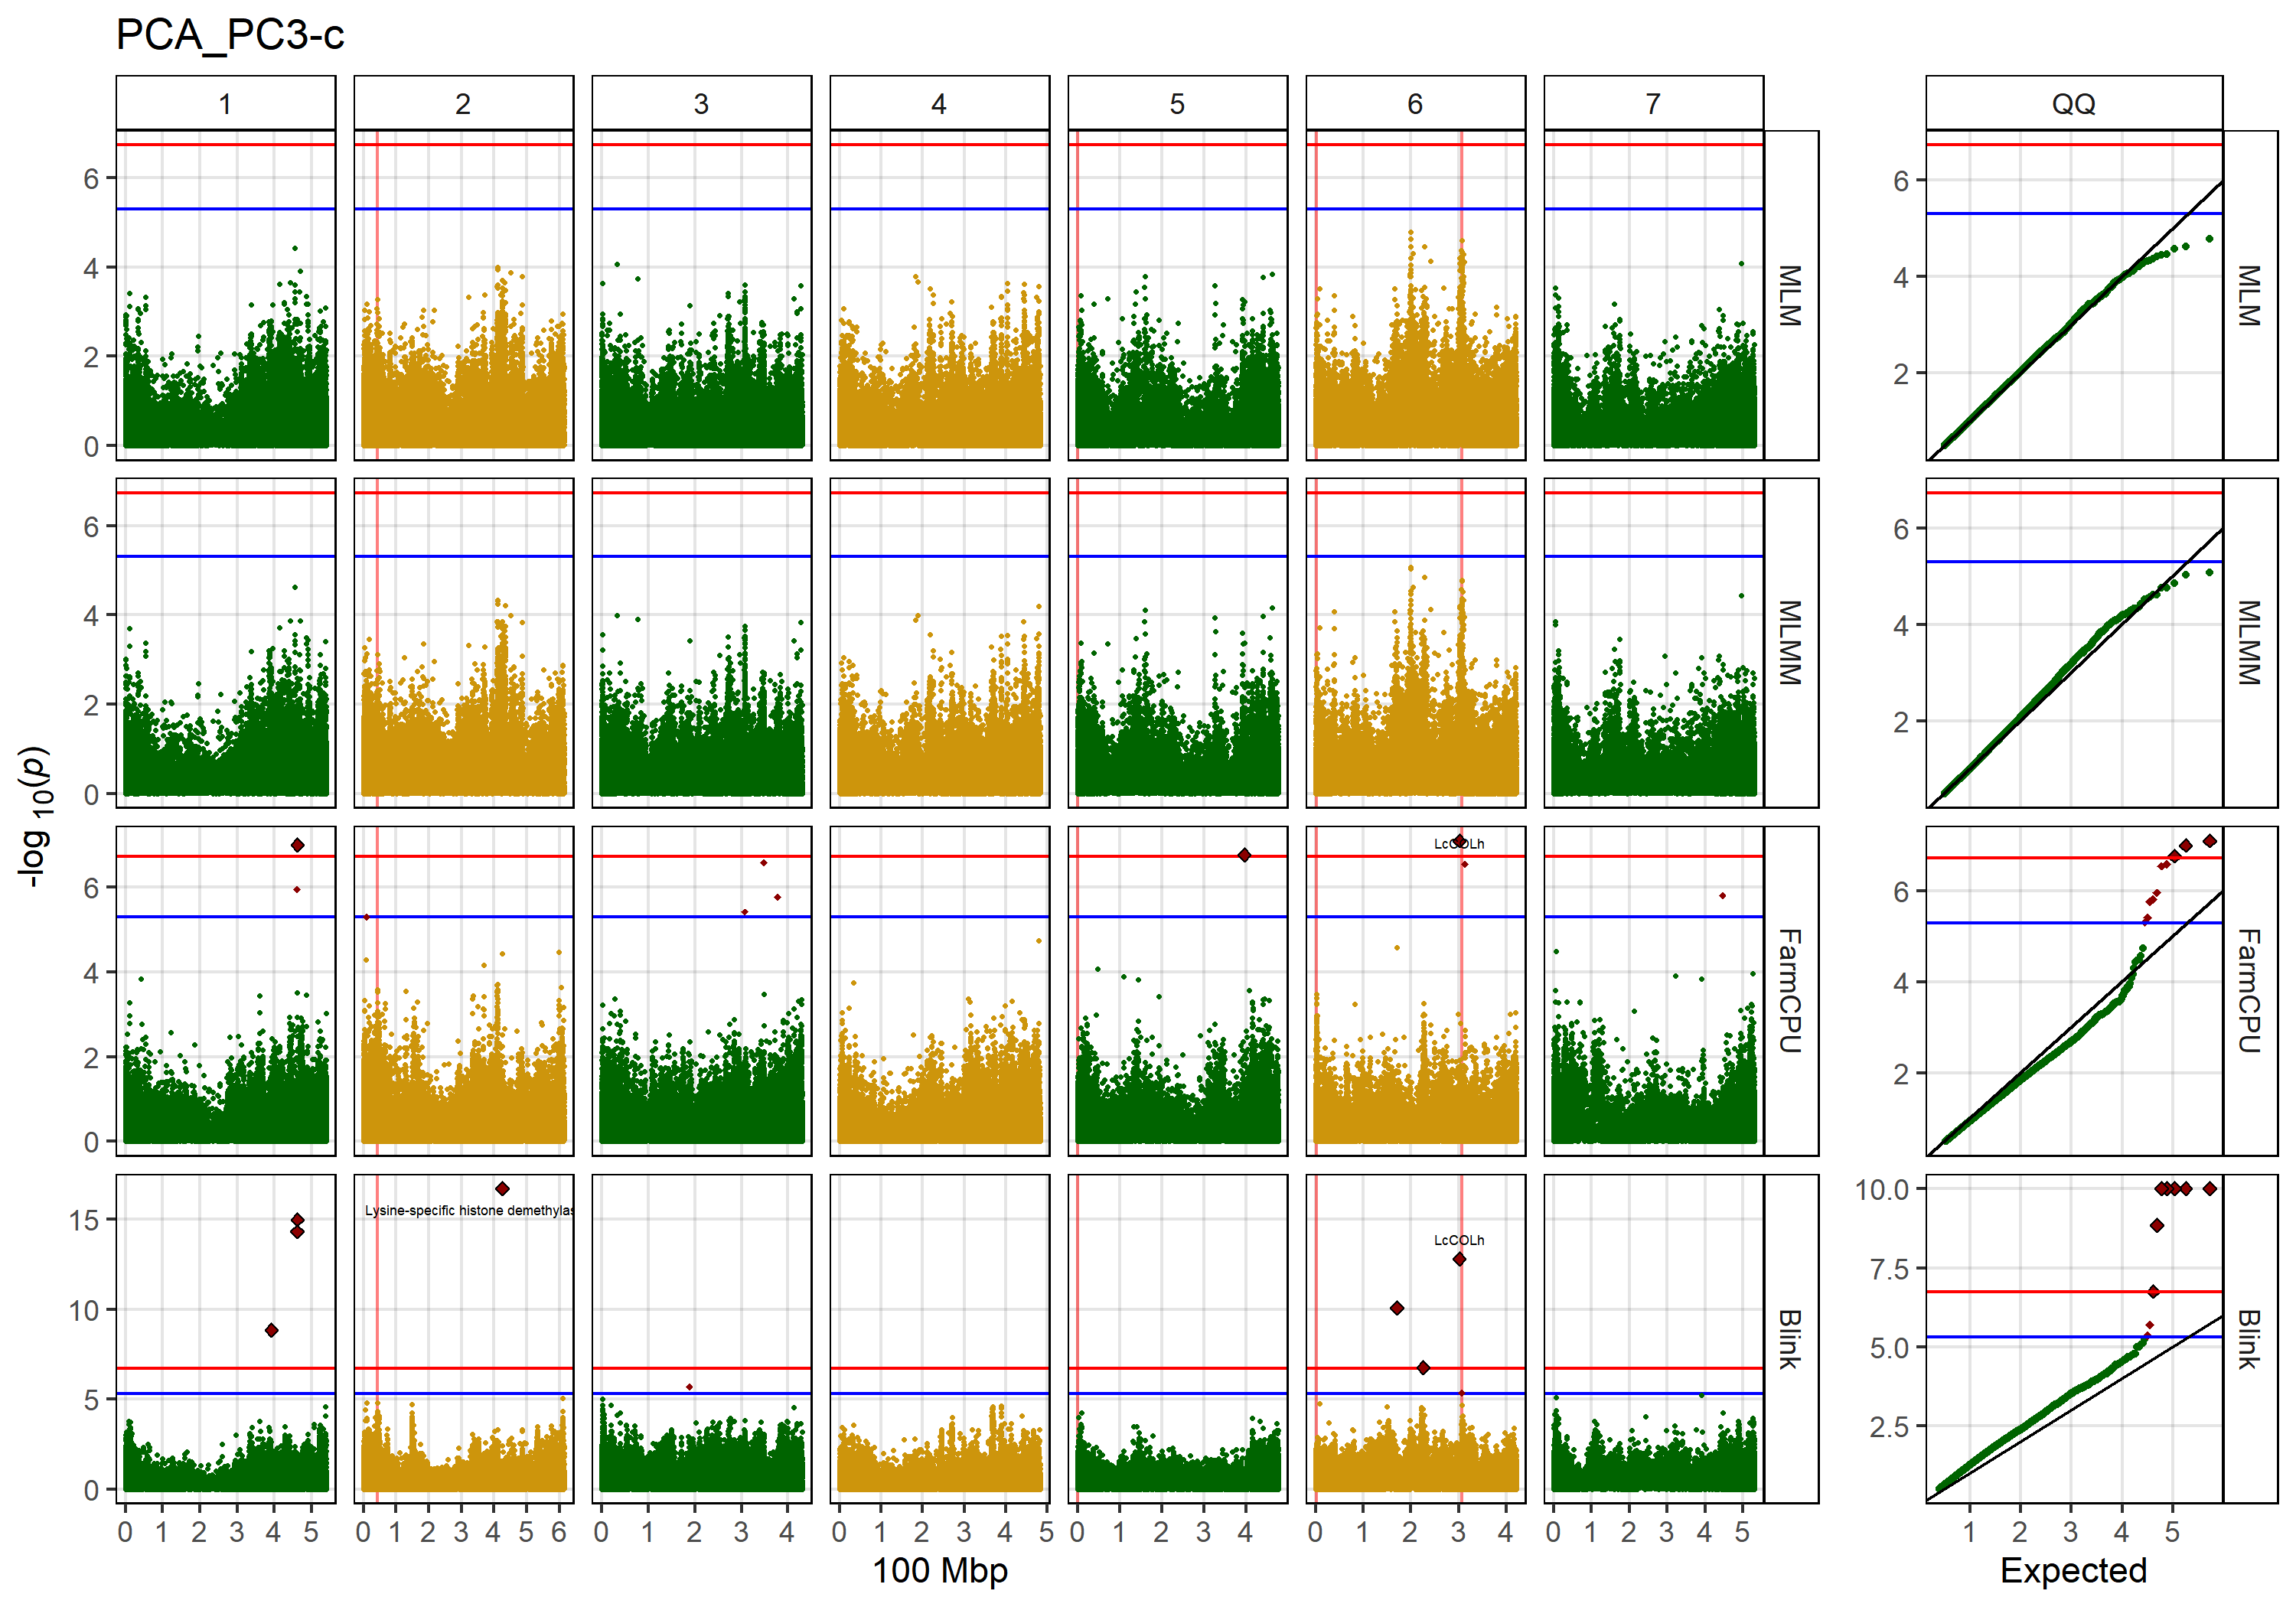 PCA_PC3-c
1 2 3 4 5 6 7 QQ
-log 10(p)
6
4
2
0
MLM
6
4
2
MLM
6
4
2
0
MLMM
6
4
2
MLMM
6
4
2
0
LcCOLh
FarmCPU
6
4
2
FarmCPU
15
10
5
0
Lysine-specific histone demethylas
LcCOLh
Blink
10.0
7.5
5.0
2.5
Blink
0 1 2 3 4 5 0 1 2 3 4 5 6 0 1 2 3 4 0 1 2 3 4 5 0 1 2 3 4 0 1 2 3 4 0 1 2 3 4 5 1 2 3 4 5
100 Mbp
Expected